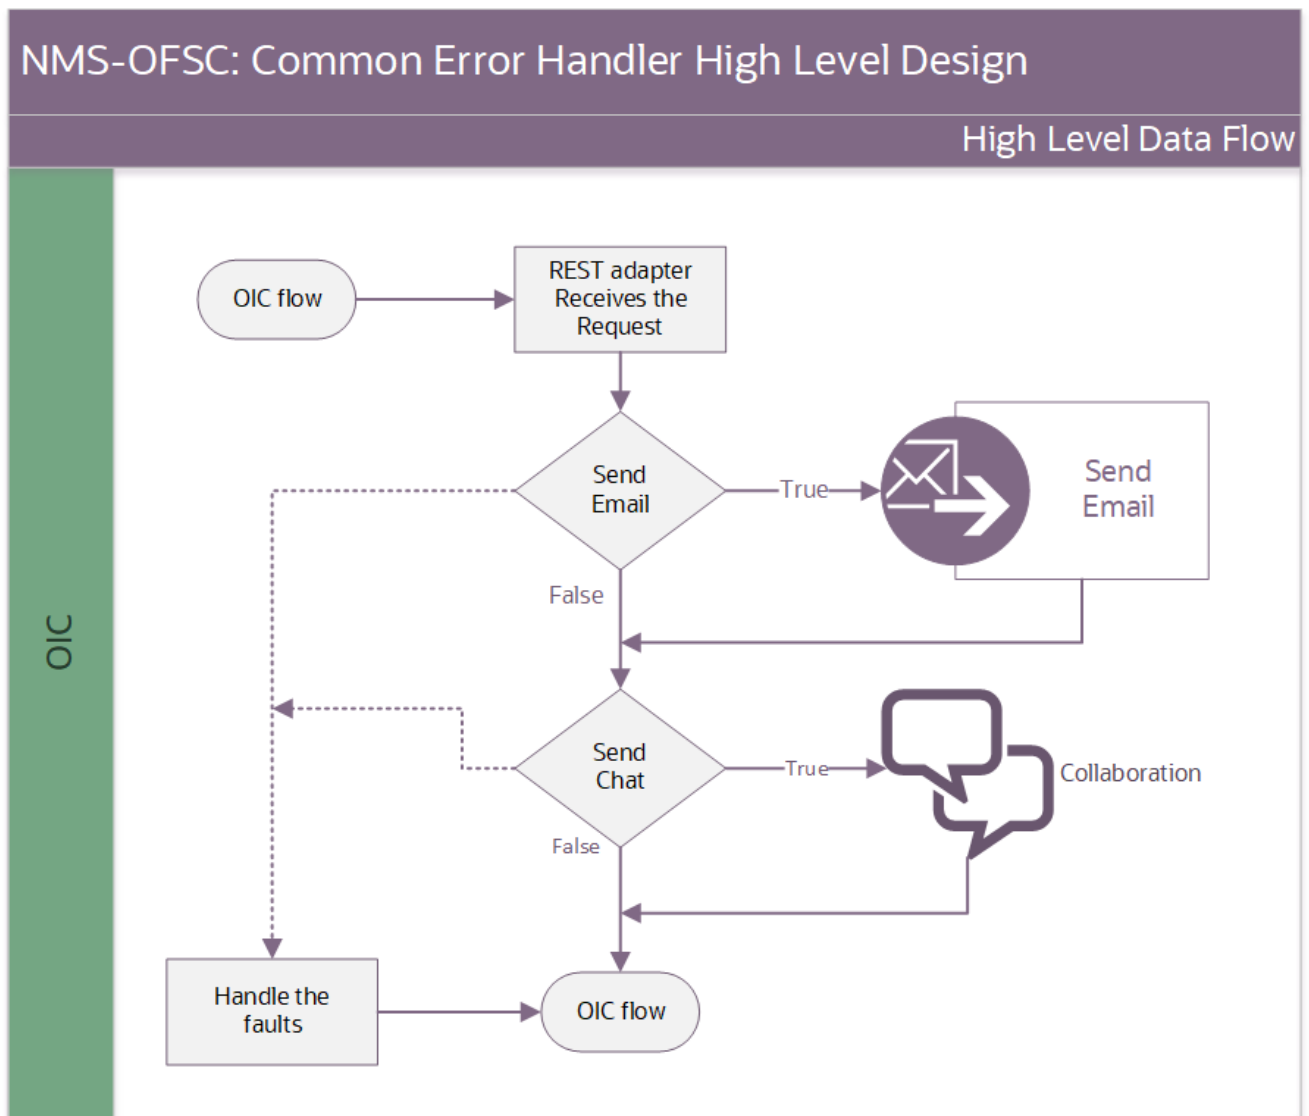 NMS-OFSC: Common Error Handler High Level Design
High Level Data Flow
OIC
OIC flow
REST adapter
Receives the
Request
Send
Email
True
Send
Email
False
Send
Chat
True
Collaboration
False
Handle the
faults
OIC flow